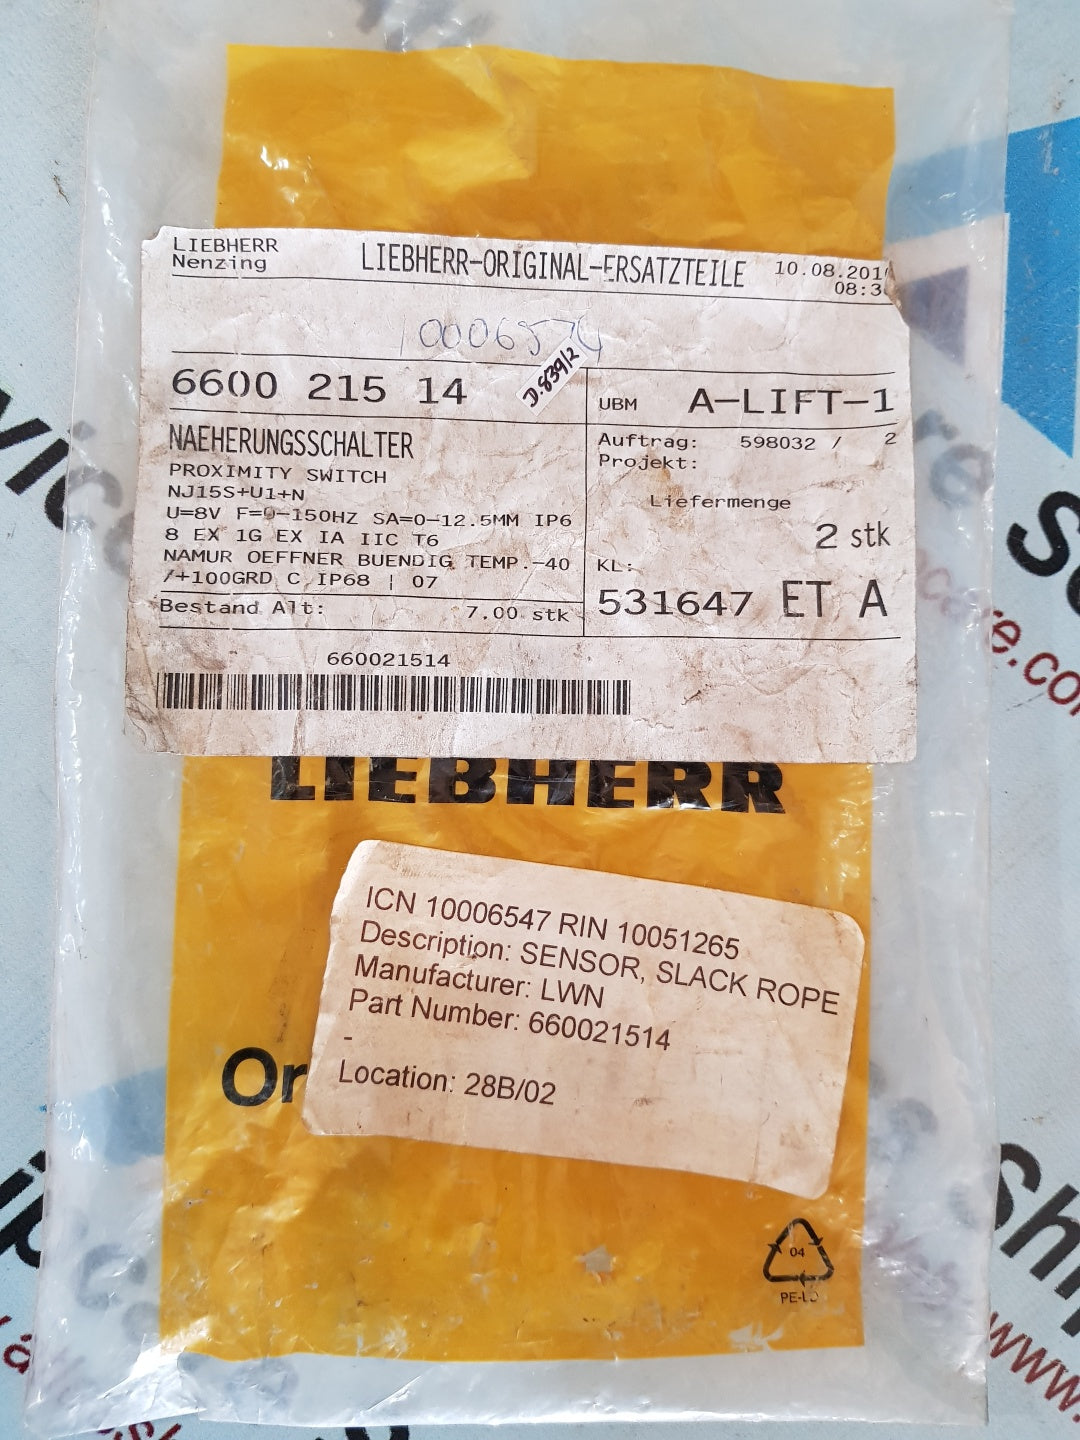 LIEBHERR
Nenzing
LIEBHERR-ORIGINAL-ERSATZTEILE
10.08.201
08:3
6600 215 14
D.839/2
UBM A-LIFT-1
NAEHERUNGSSCHALTER
PROXIMITY SWITCH
NJ15S+U1+N
U=8V F=0-150HZ SA=0-12.5MM IP6
8 EX 1G EX IA IIC T6
NAMUR OEFFNER BUENDIG TEMP.-40
/+100GRD C IP68 | 07
Auftrag: 598032 / 2
Projekt:
Liefermenge
2 stk
KL:
531647 ET A
Bestand Alt: 7.00 stk
660021514
LIEBHERR
ICN 10006547 RIN 10051265
Description: SENSOR, SLACK ROPE
Manufacturer: LWN
Part Number: 660021514
-
Location: 28B/02
Or
04
PE-LD
www.